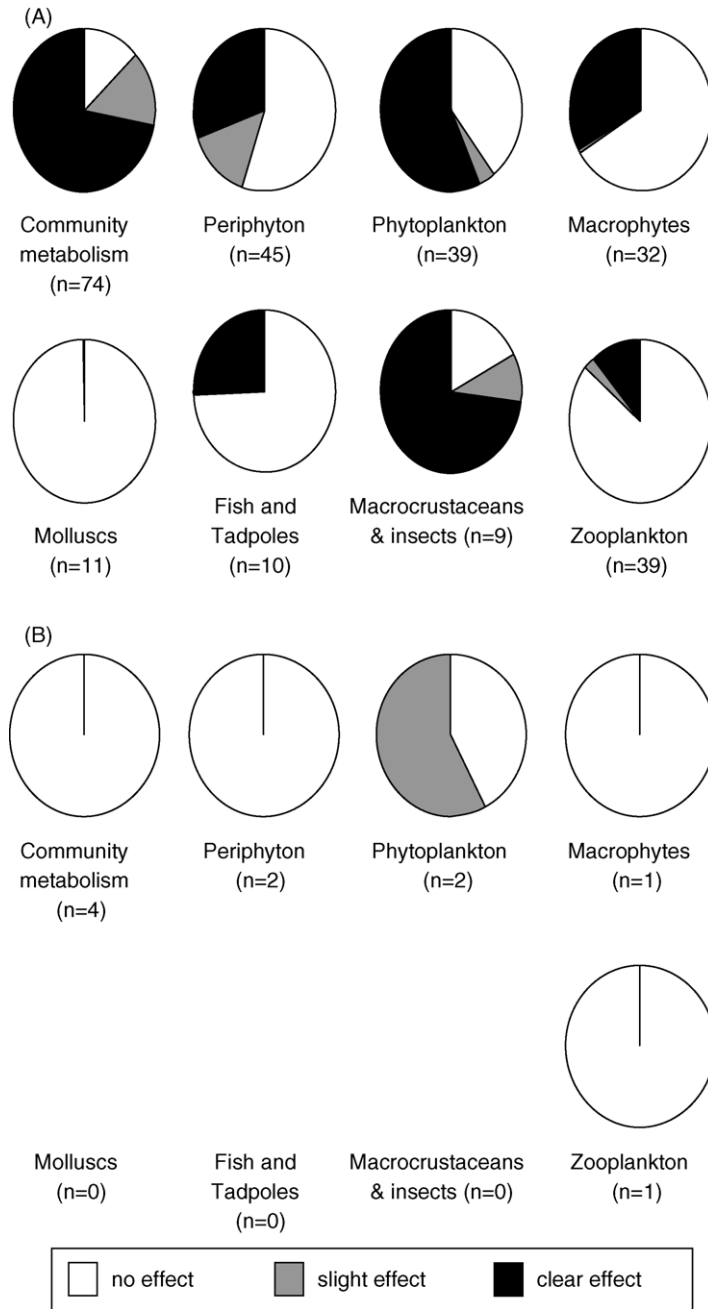 (A)
Community
metabolism
(n=74)
Periphyton
(n=45)
Phytoplankton
(n=39)
Macrophytes
(n=32)
Molluscs
(n=11)
Fish and
Tadpoles
(n=10)
Macrocrustaceans
& insects (n=9)
Zooplankton
(n=39)
(B)
Community
metabolism
(n=4)
Periphyton
(n=2)
Phytoplankton
(n=2)
Macrophytes
(n=1)
Molluscs
(n=0)
Fish and
Tadpoles
(n=0)
Macrocrustaceans
& insects (n=0)
Zooplankton
(n=1)
no effect
slight effect
clear effect